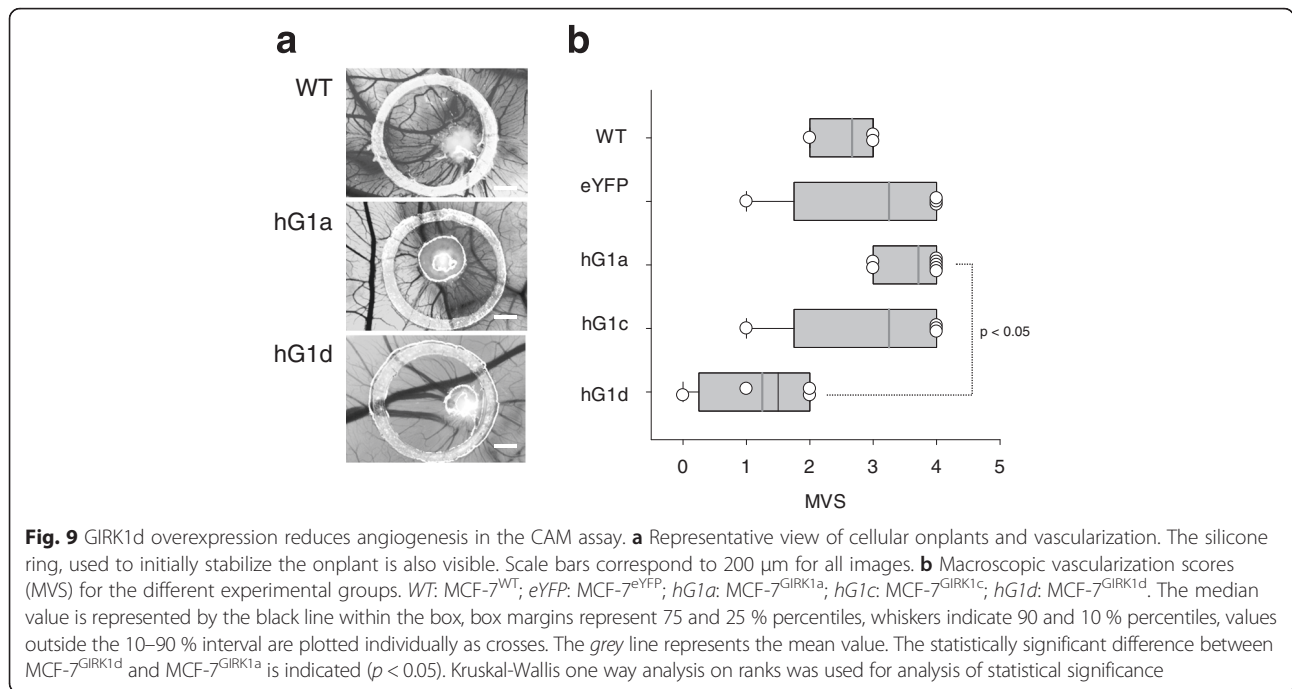 a
b
WT
hG1a
hG1d
WT
eYFP
hG1a
hG1c
hG1d
p < 0.05
0 1 2 3 4 5
MVS
Fig. 9 GIRK1d overexpression reduces angiogenesis in the CAM assay. a Representative view of cellular onplants and vascularization. The silicone
ring, used to initially stabilize the onplant is also visible. Scale bars correspond to 200 μm for all images. b Macroscopic vascularization scores
(MVS) for the different experimental groups. WT: MCF-7WT; eYFP: MCF-7eYFP; hG1a: MCF-7GIRK1a; hG1c: MCF-7GIRK1c; hG1d: MCF-7GIRK1d. The median
value is represented by the black line within the box, box margins represent 75 and 25 % percentiles, whiskers indicate 90 and 10 % percentiles, values
outside the 10–90 % interval are plotted individually as crosses. The grey line represents the mean value. The statistically significant difference between
MCF-7GIRK1d and MCF-7GIRK1a is indicated (p < 0.05). Kruskal-Wallis one way analysis on ranks was used for analysis of statistical significance